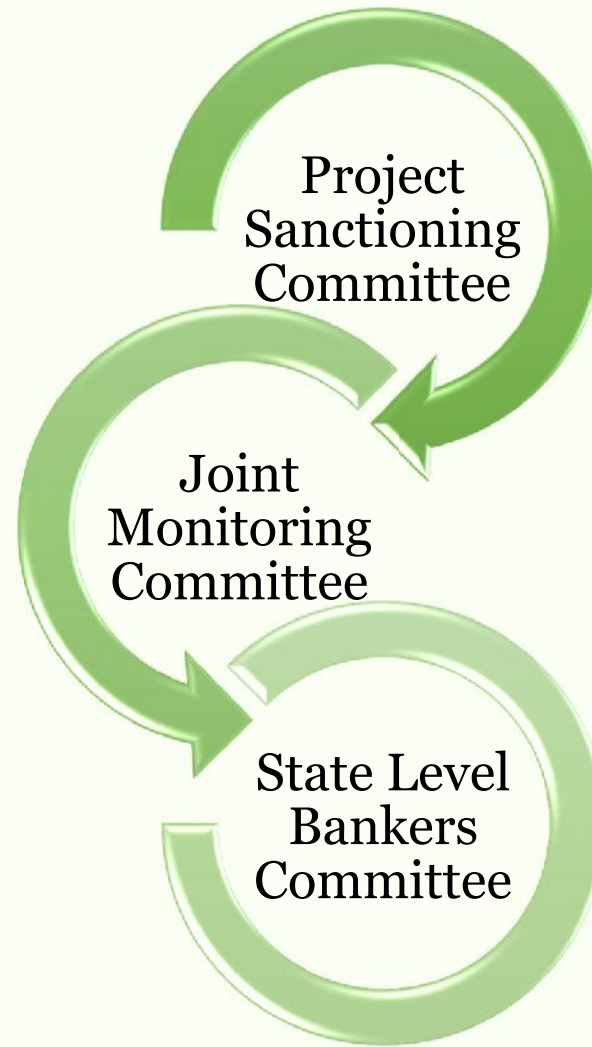 Project
Sanctioning
Committee
Joint
Monitoring
Committee
State Level
Bankers
Committee